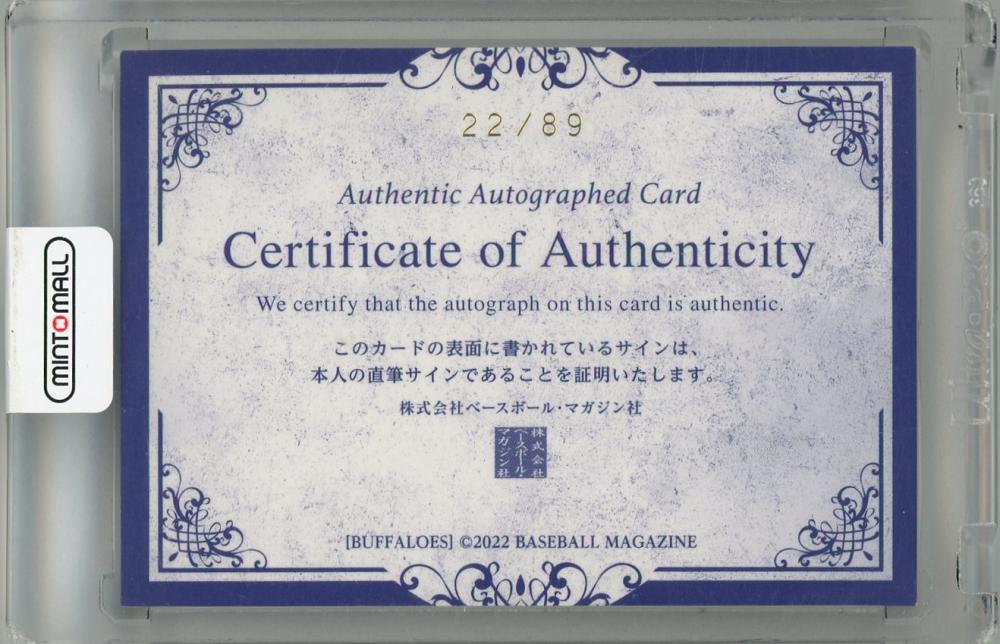 22/89
Authentic Autographed Card
Certificate of Authenticity
We certify that the autograph on this card is authentic.
このカードの表面に書かれているサインは、
本人の直筆サインであることを証明いたします。
株式会社ベースボール・マガジン社
株式会社
ベースボール・
マガジン社
[BUFFALOES] ©2022 BASEBALL MAGAZINE
MINTOMALL